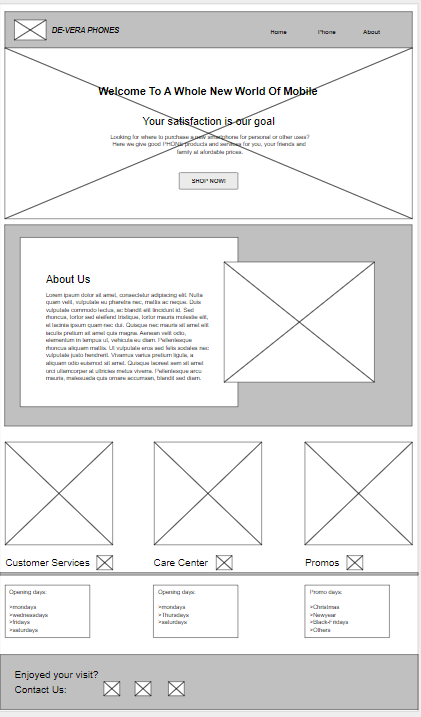 DE-VERA PHONES
Home Phone About
Welcome To A Whole New World Of Mobile
Your satisfaction is our goal
Looking for where to purchase a new smartphone for personal or other uses?
Here we give good PHONE products and services for you, your friends and
family at afordable prices.
SHOP NOW!
About Us
Lorem ipsum dolor sit amet, consectetur adipiscing elit. Nulla
quam velit, vulputate eu pharetra nec, mattis ac neque. Duis
vulputate commodo lectus, ac blandit elit tincidunt id. Sed
rhoncus, tortor sed eleifend tristique, tortor mauris molestie elit,
et lacinia ipsum quam nec dui. Quisque nec mauris sit amet elit
iaculis pretium sit amet quis magna. Aenean velit odio,
elementum in tempus ut, vehicula eu diam. Pellentesque
rhoncus aliquam mattis. Ut vulputate eros sed felis sodales nec
vulputate justo hendrerit. Vivamus varius pretium ligula, a
aliquam odio euismod sit amet. Quisque laoreet sem sit amet
orci ullamcorper at ultricies metus viverra. Pellentesque arcu
mauris, malesuada quis ornare accumsan, blandit sed diam.
Customer Services
Care Center
Promos
Opening days:
>mondays
>wednessdays
>fridays
>saturdays
Opening days:
>mondays
>Thursdays
>saturdays
Promo days:
>Christmas
>Newyear
>Black-Fridays
>Others
Enjoyed your visit?
Contact Us: